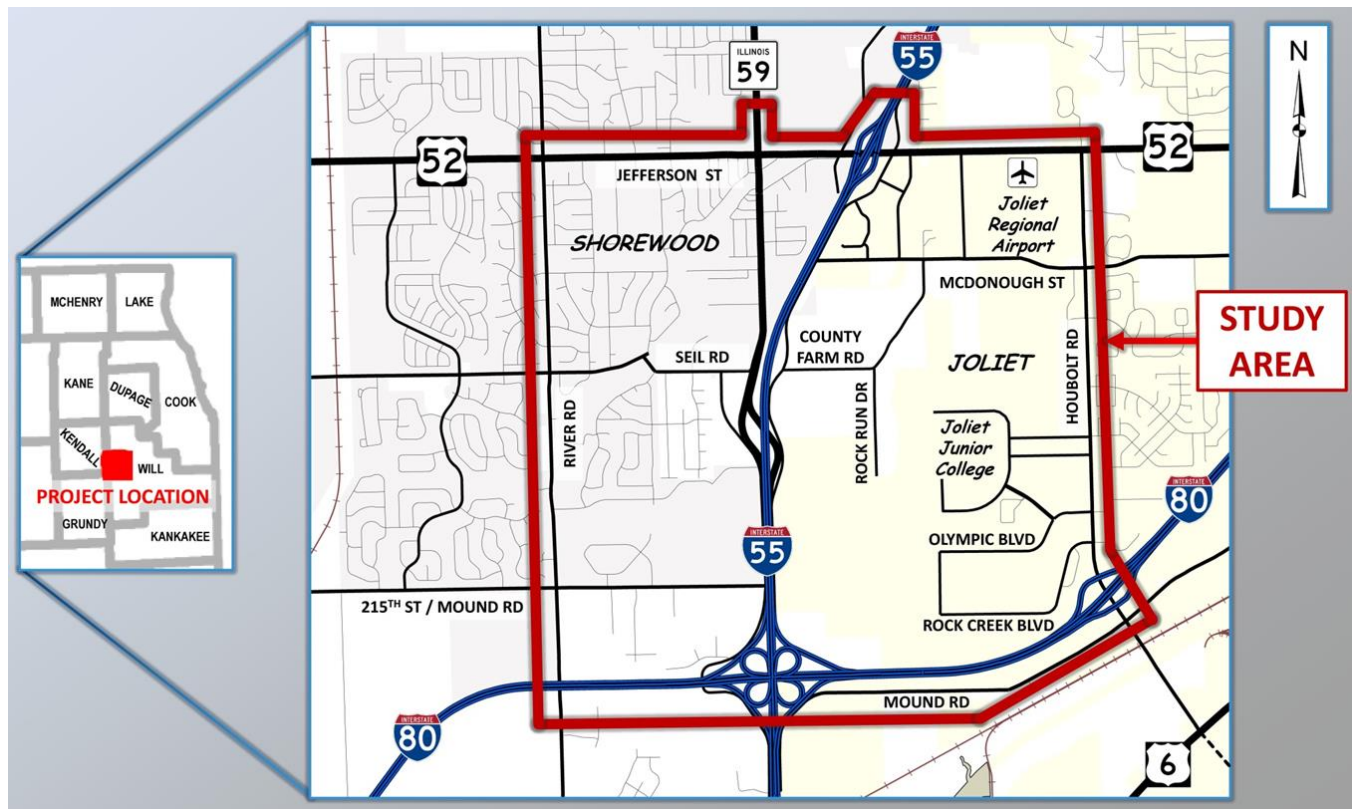 ILLINOIS
59
INTERSTATE
55
N
52
52
JEFFERSON ST
Joliet
Regional
Airport
SHOREWOOD
MCDONOUGH ST
MCHENRY
LAKE
KANE
DUPAGE
COOK
KENDALL
WILL
PROJECT LOCATION
GRUNDY
KANKAKEE
SEIL RD
COUNTY
FARM RD
JOLIET
STUDY
AREA
RIVER RD
ROCK RUN DR
HOUBOLT RD
Joliet
Junior
College
INTERSTATE
80
INTERSTATE
55
OLYMPIC BLVD
215TH ST / MOUND RD
ROCK CREEK BLVD
MOUND RD
INTERSTATE
80
6